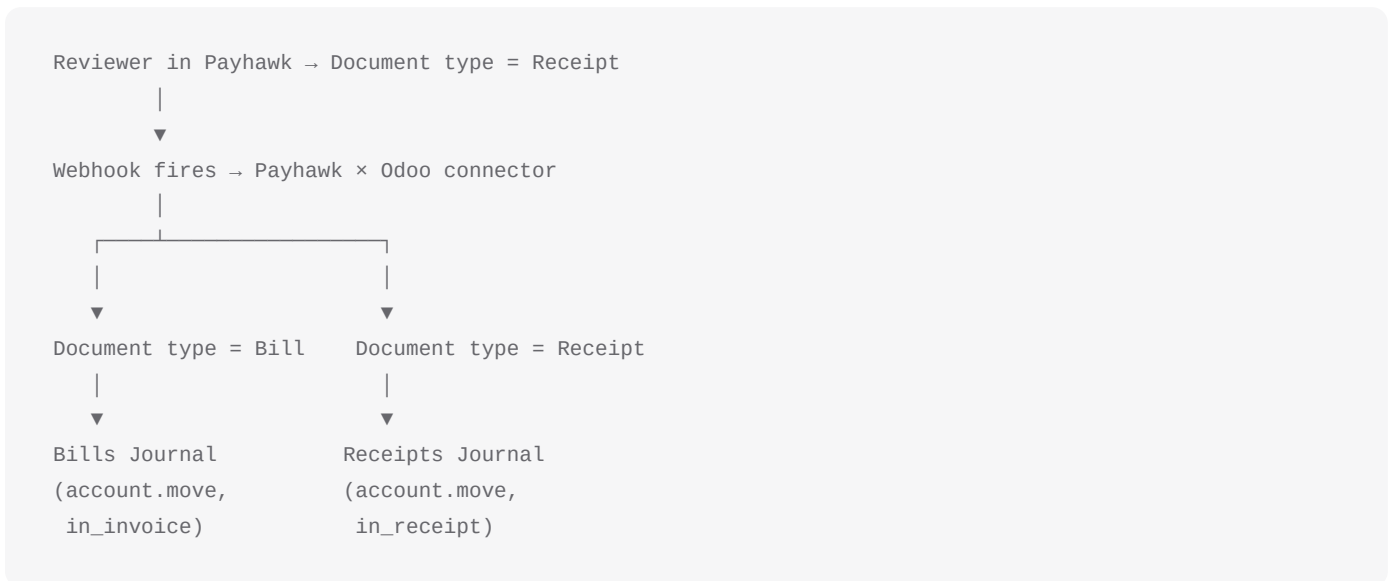 Reviewer in Payhawk → Document type = Receipt
│
▼
Webhook fires → Payhawk × Odoo connector
│
┌────┴──────────────────┐
│                       │
▼                       ▼
Document type = Bill    Document type = Receipt
│                       │
▼                       ▼
Bills Journal          Receipts Journal
(account.move,         (account.move,
in_invoice)            in_receipt)